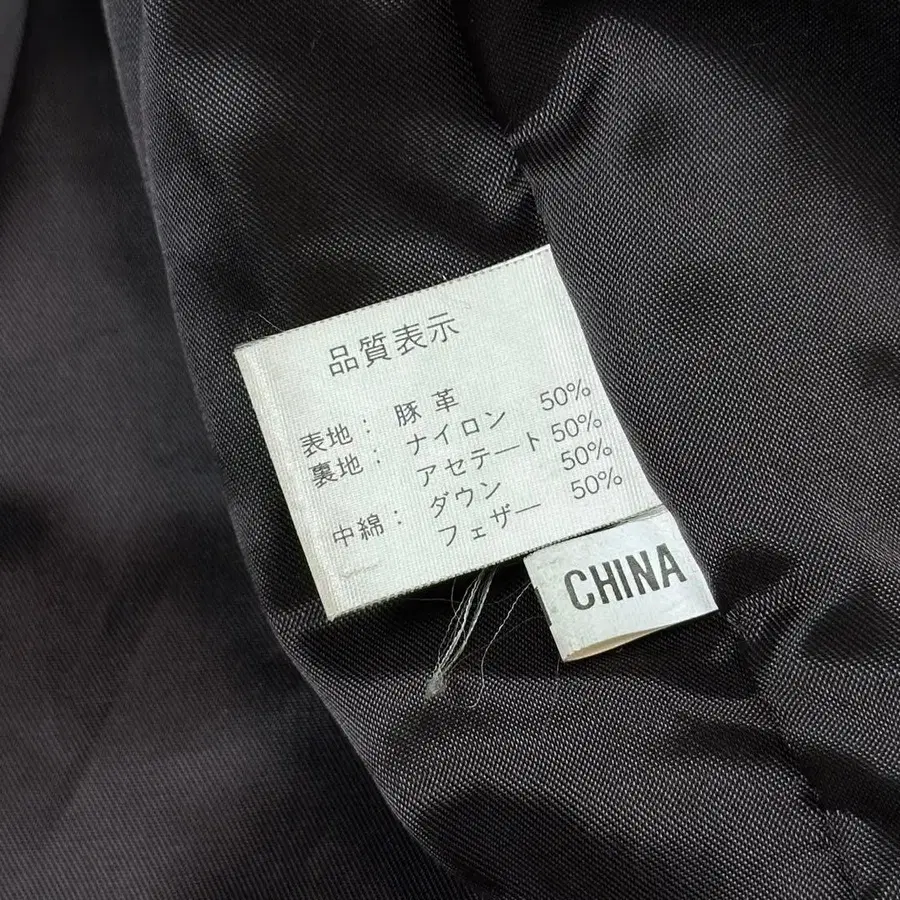 品質表示
表地： 豚革
裏地： ナイロン 50%
アセテート 50%
中綿： ダウン 50%
フェザー 50%
CHINA